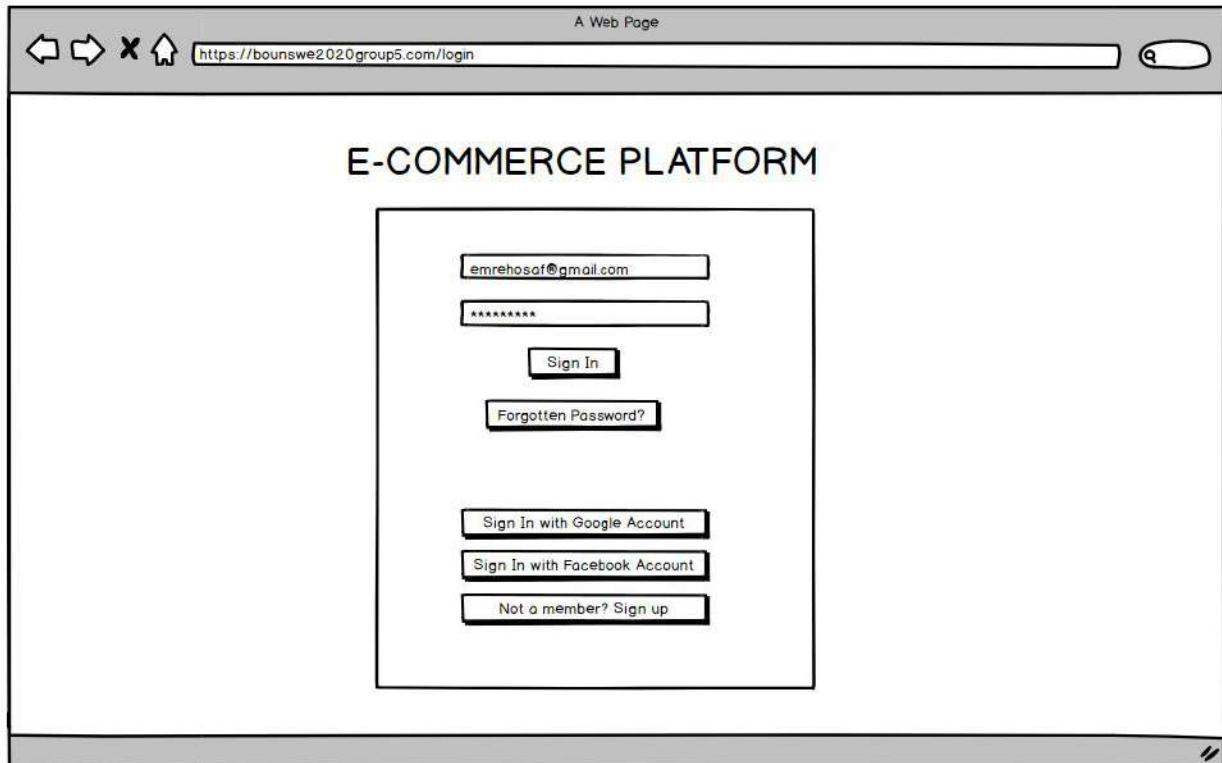 A Web Page
https://bounswe2020group5.com/login
E-COMMERCE PLATFORM
emrehosaf@gmail.com
*********
Sign In
Forgotten Password?
Sign In with Google Account
Sign In with Facebook Account
Not a member? Sign up